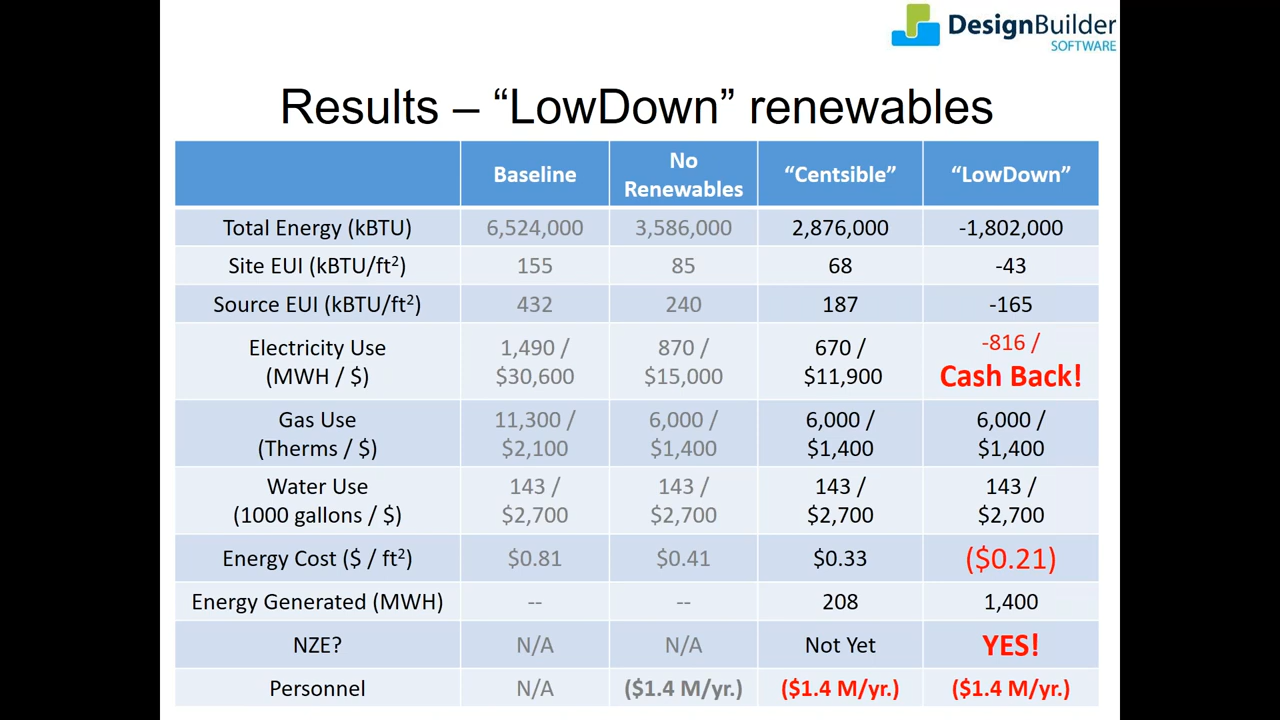 DesignBuilder
SOFTWARE
Results – “LowDown” renewables
Baseline
No
Renewables
“Centsible”
“LowDown”
Total Energy (kBTU) 6,524,000 3,586,000 2,876,000 -1,802,000
Site EUI (kBTU/ft²) 155 85 68 -43
Source EUI (kBTU/ft²) 432 240 187 -165
Electricity Use
(MWH / $)
1,490 /
$30,600
870 /
$15,000
670 /
$11,900
-816 /
Cash Back!
Gas Use
(Therms / $)
11,300 /
$2,100
6,000 /
$1,400
6,000 /
$1,400
6,000 /
$1,400
Water Use
(1000 gallons / $)
143 /
$2,700
143 /
$2,700
143 /
$2,700
143 /
$2,700
Energy Cost ($ / ft²) $0.81 $0.41 $0.33 ($0.21)
Energy Generated (MWH) -- -- 208 1,400
NZE? N/A N/A Not Yet YES!
Personnel N/A ($1.4 M/yr.) ($1.4 M/yr.) ($1.4 M/yr.)